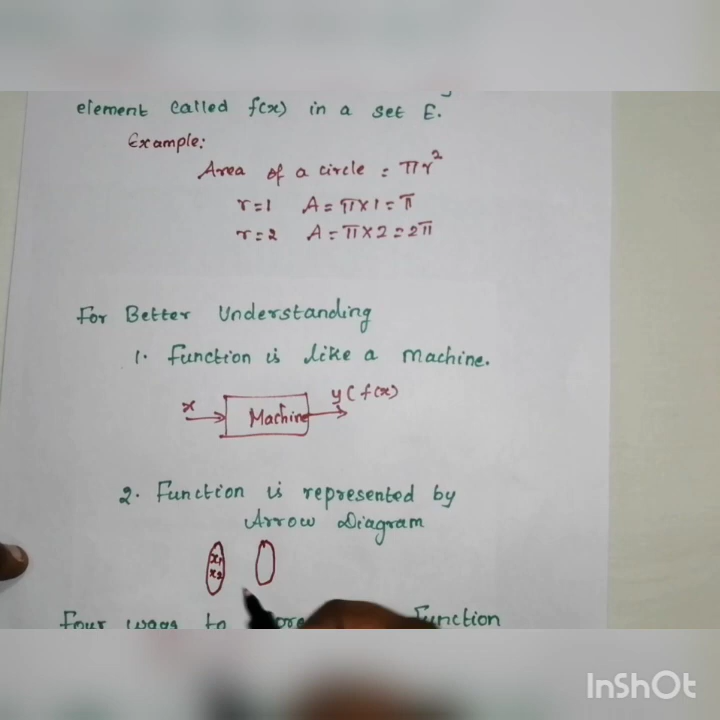 element called f(x) in a set E.
Example:
Area of a circle = πr²
r=1 A = π×1 = π
r=2 A = π×2 = 2π
For Better Understanding
1. Function is like a machine.
x Machine y (f(x)
2. Function is represented by
Arrow Diagram
x1
x2
Four ways to Function
InShOt